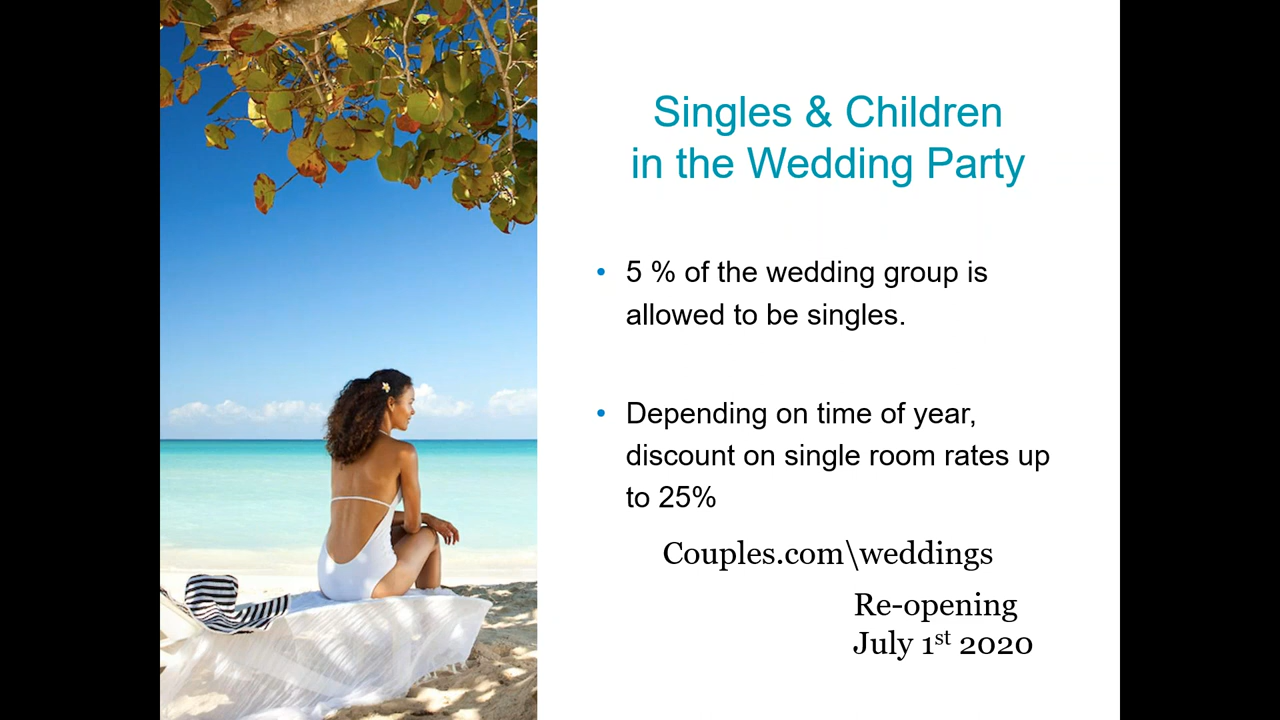 Singles & Children
in the Wedding Party
• 5 % of the wedding group is
allowed to be singles.
• Depending on time of year,
discount on single room rates up
to 25%
Couples.com\weddings
Re-opening
July 1st 2020